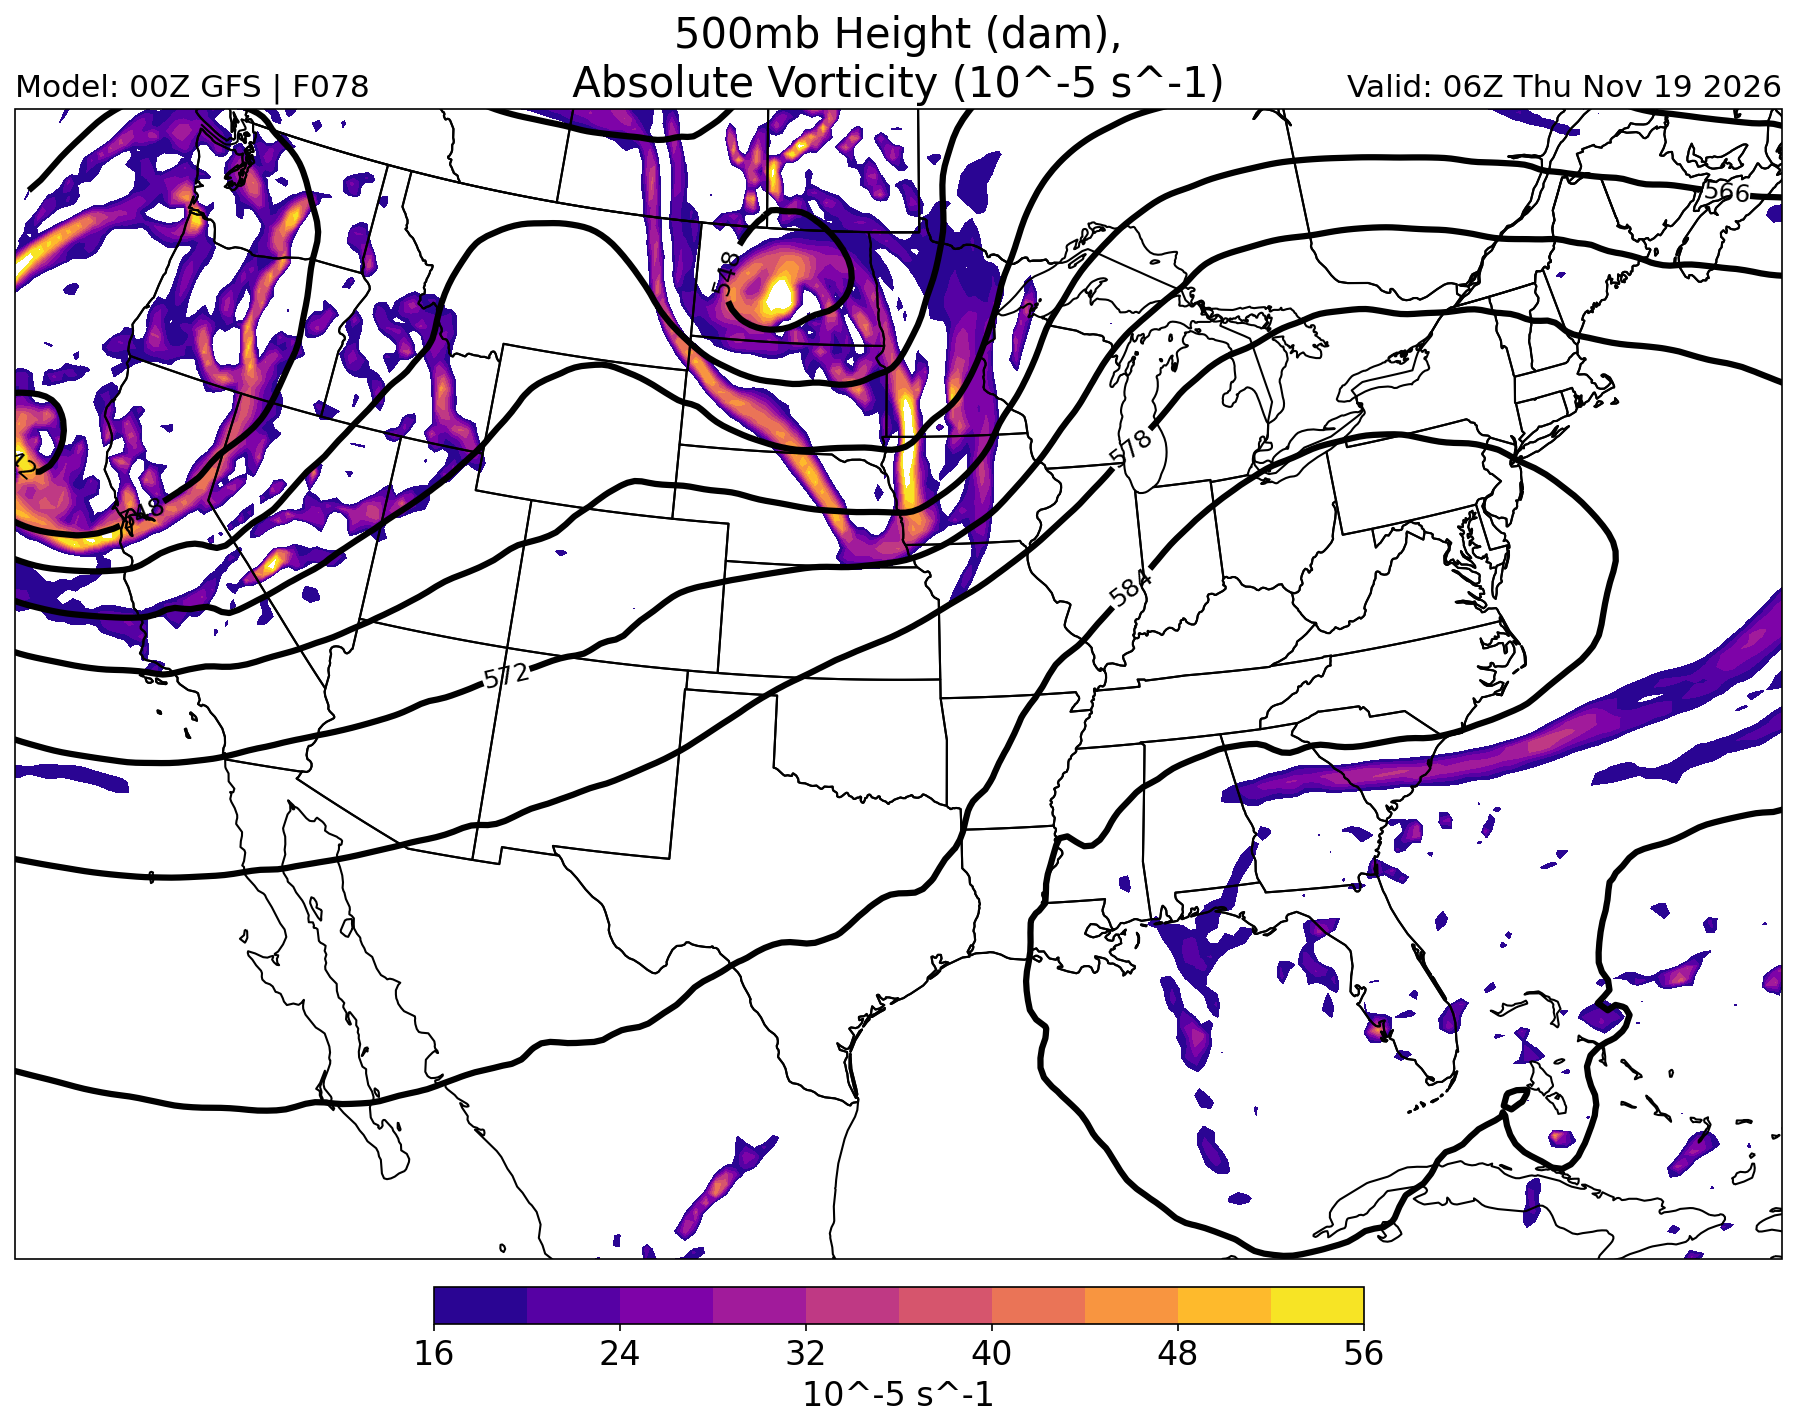 500mb Height (dam),
Absolute Vorticity (10^-5 s^-1)
Model: 00Z GFS | F078
Valid: 06Z Thu Nov 19 2026
566
548
578
548
584
572
16 24 32 40 48 56
10^-5 s^-1